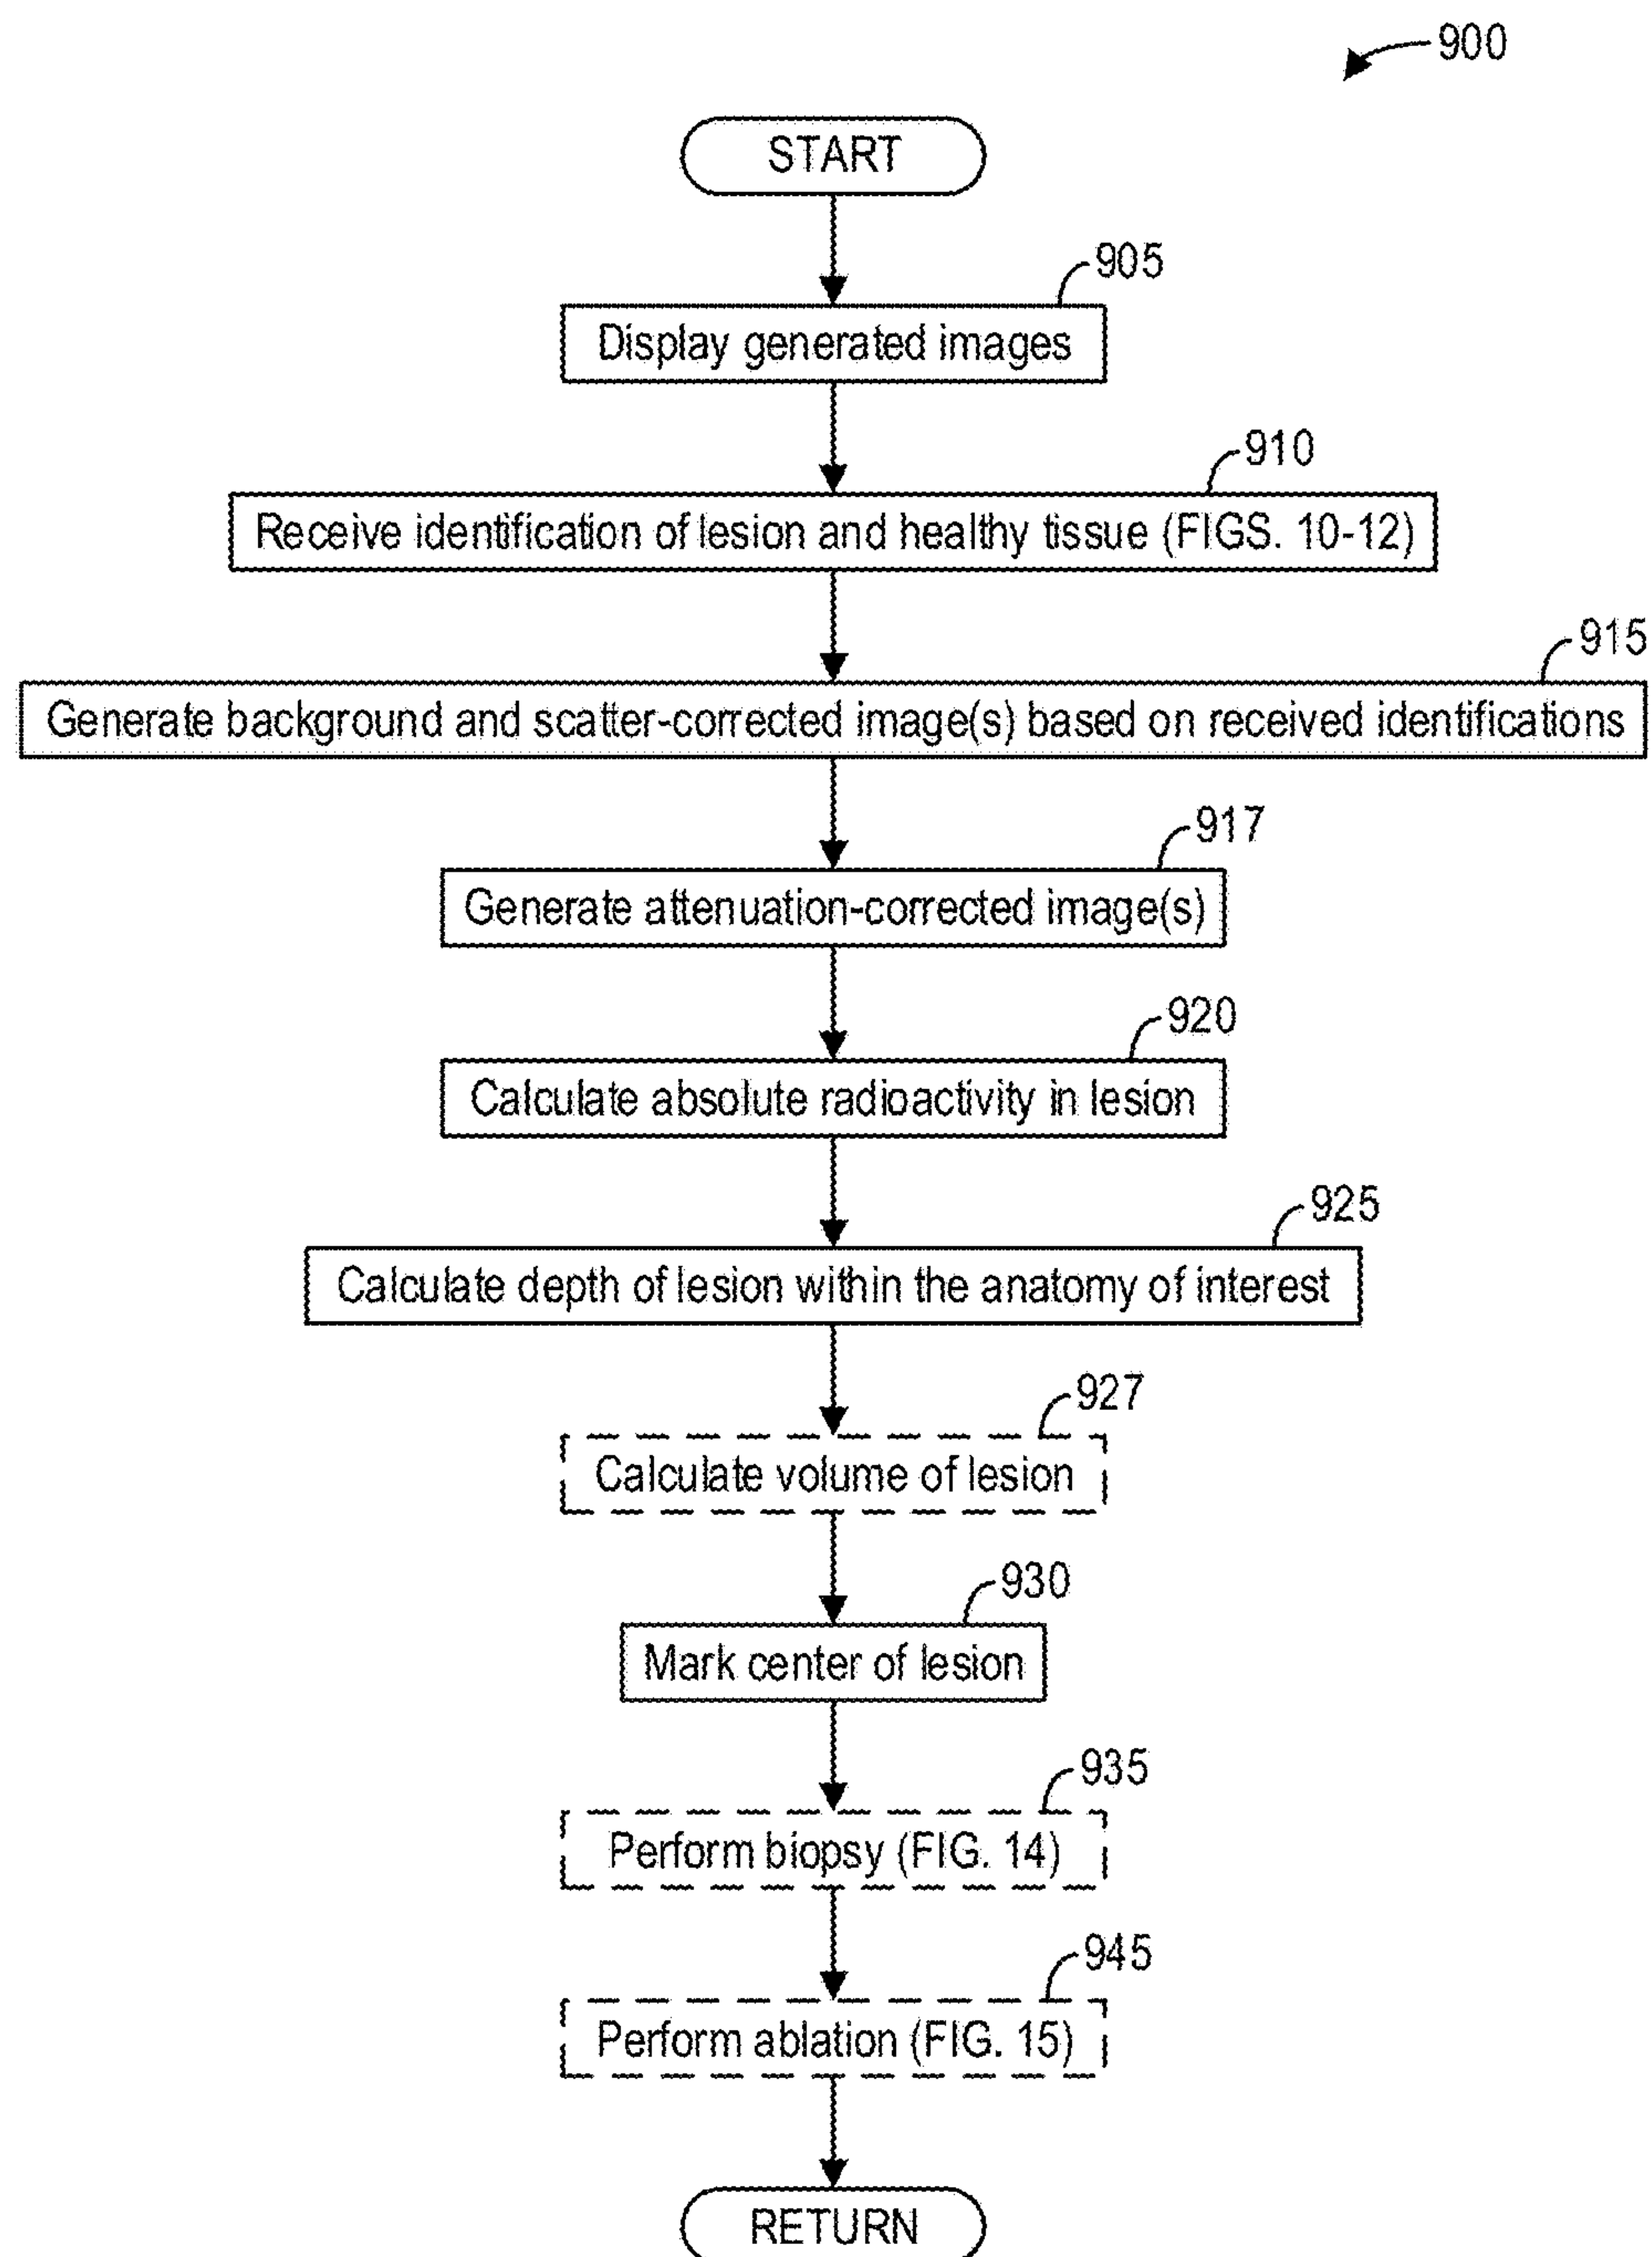 900
START
905
Display generated images
910
Receive identification of lesion and healthy tissue (FIGS. 10-12)
915
Generate background and scatter-corrected image(s) based on received identifications
917
Generate attenuation-corrected image(s)
920
Calculate absolute radioactivity in lesion
925
Calculate depth of lesion within the anatomy of interest
927
Calculate volume of lesion
930
Mark center of lesion
935
Perform biopsy (FIG. 14)
945
Perform ablation (FIG. 15)
RETURN